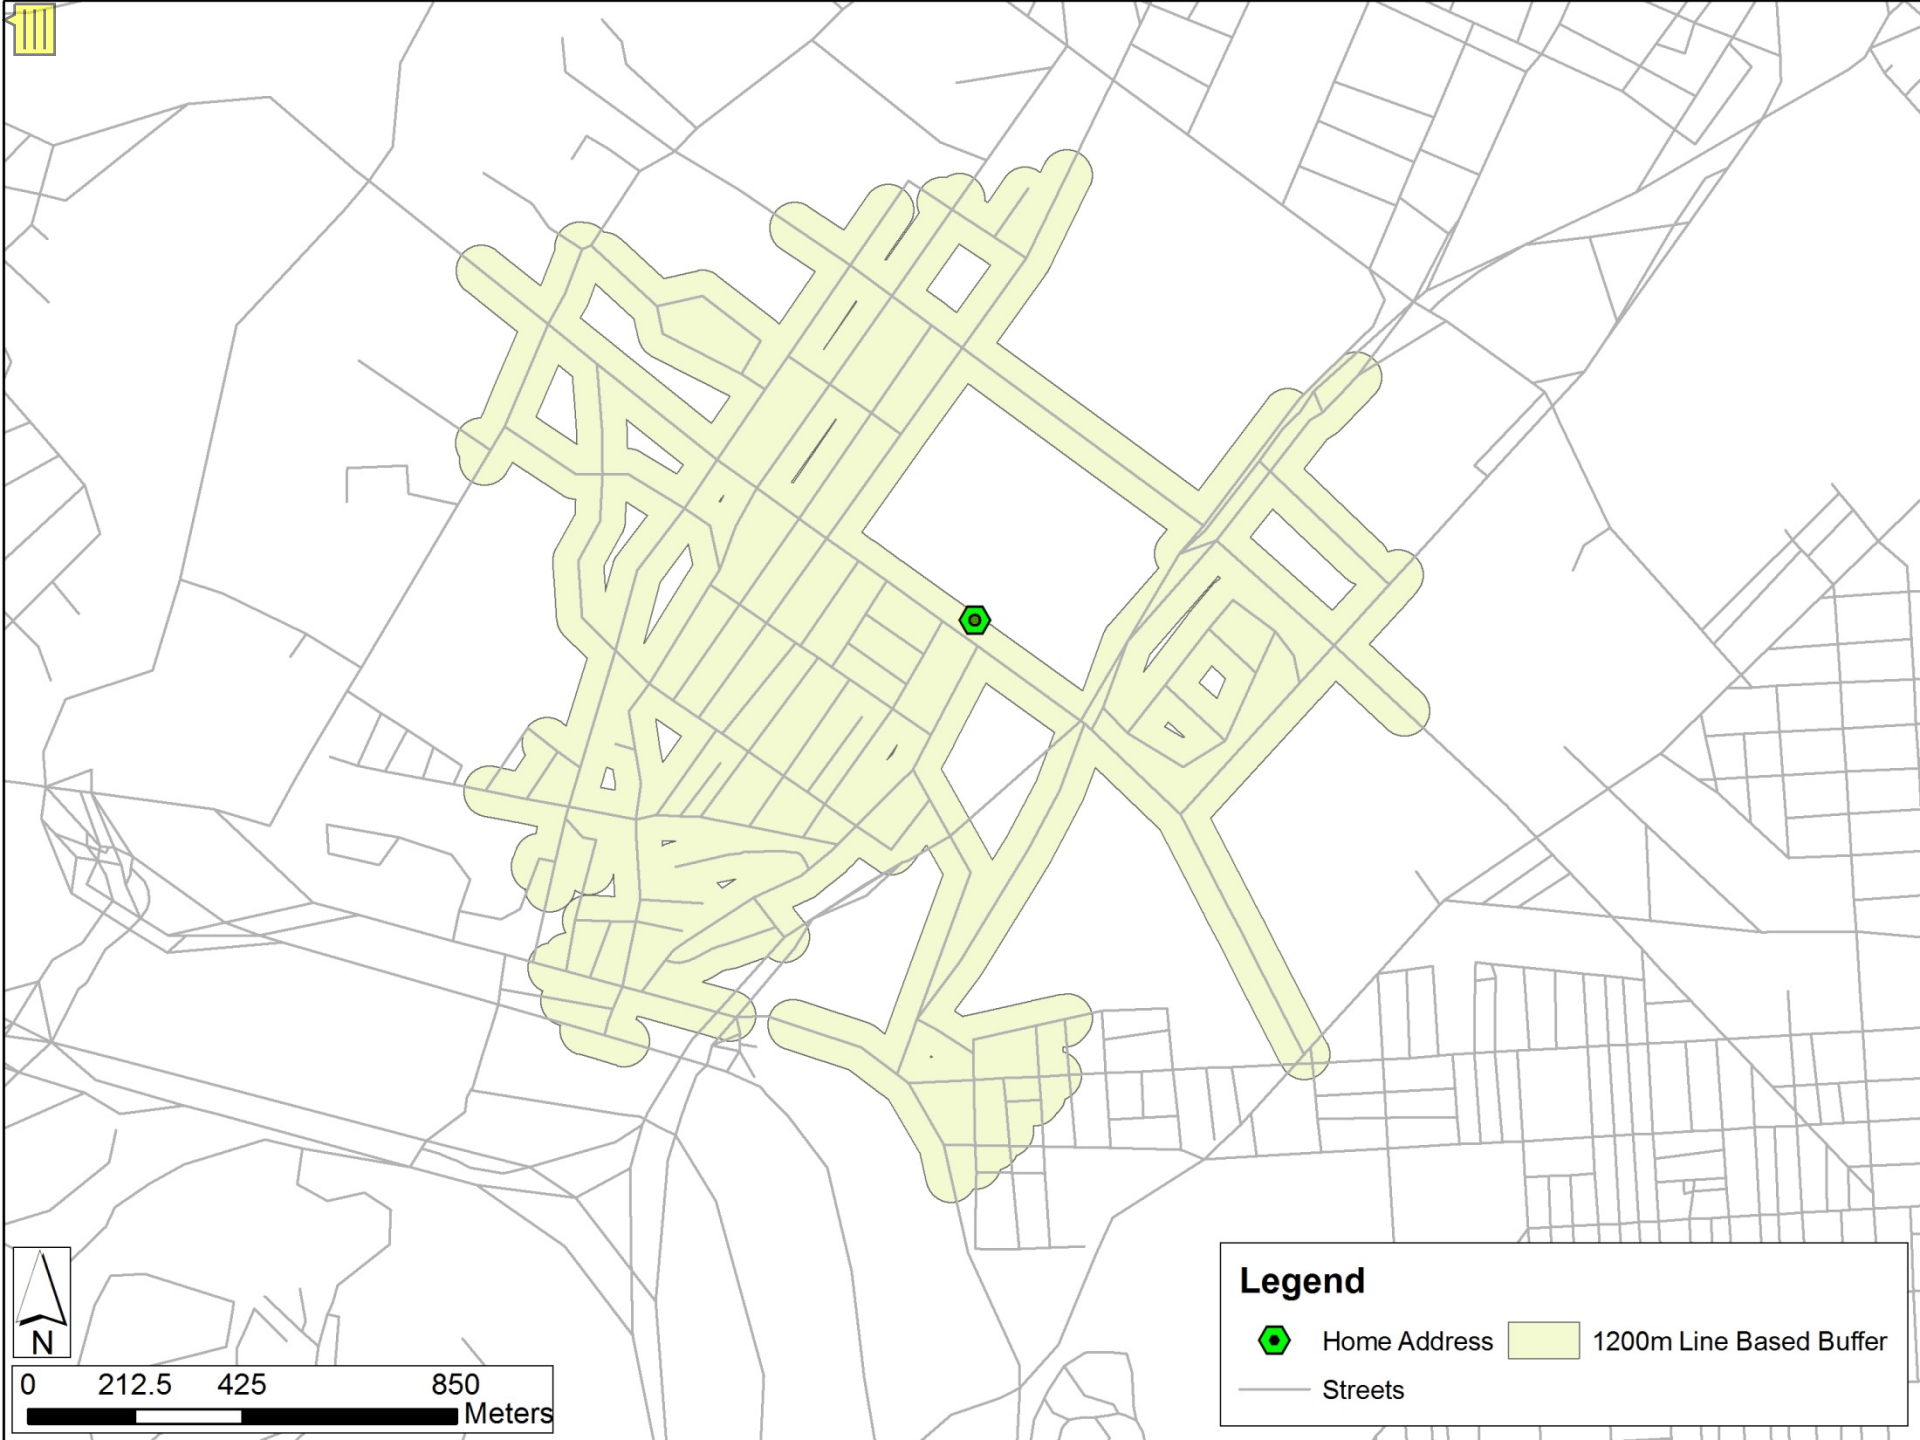 N
0 212.5 425 850
Meters
Legend
Home Address 1200m Line Based Buffer
Streets